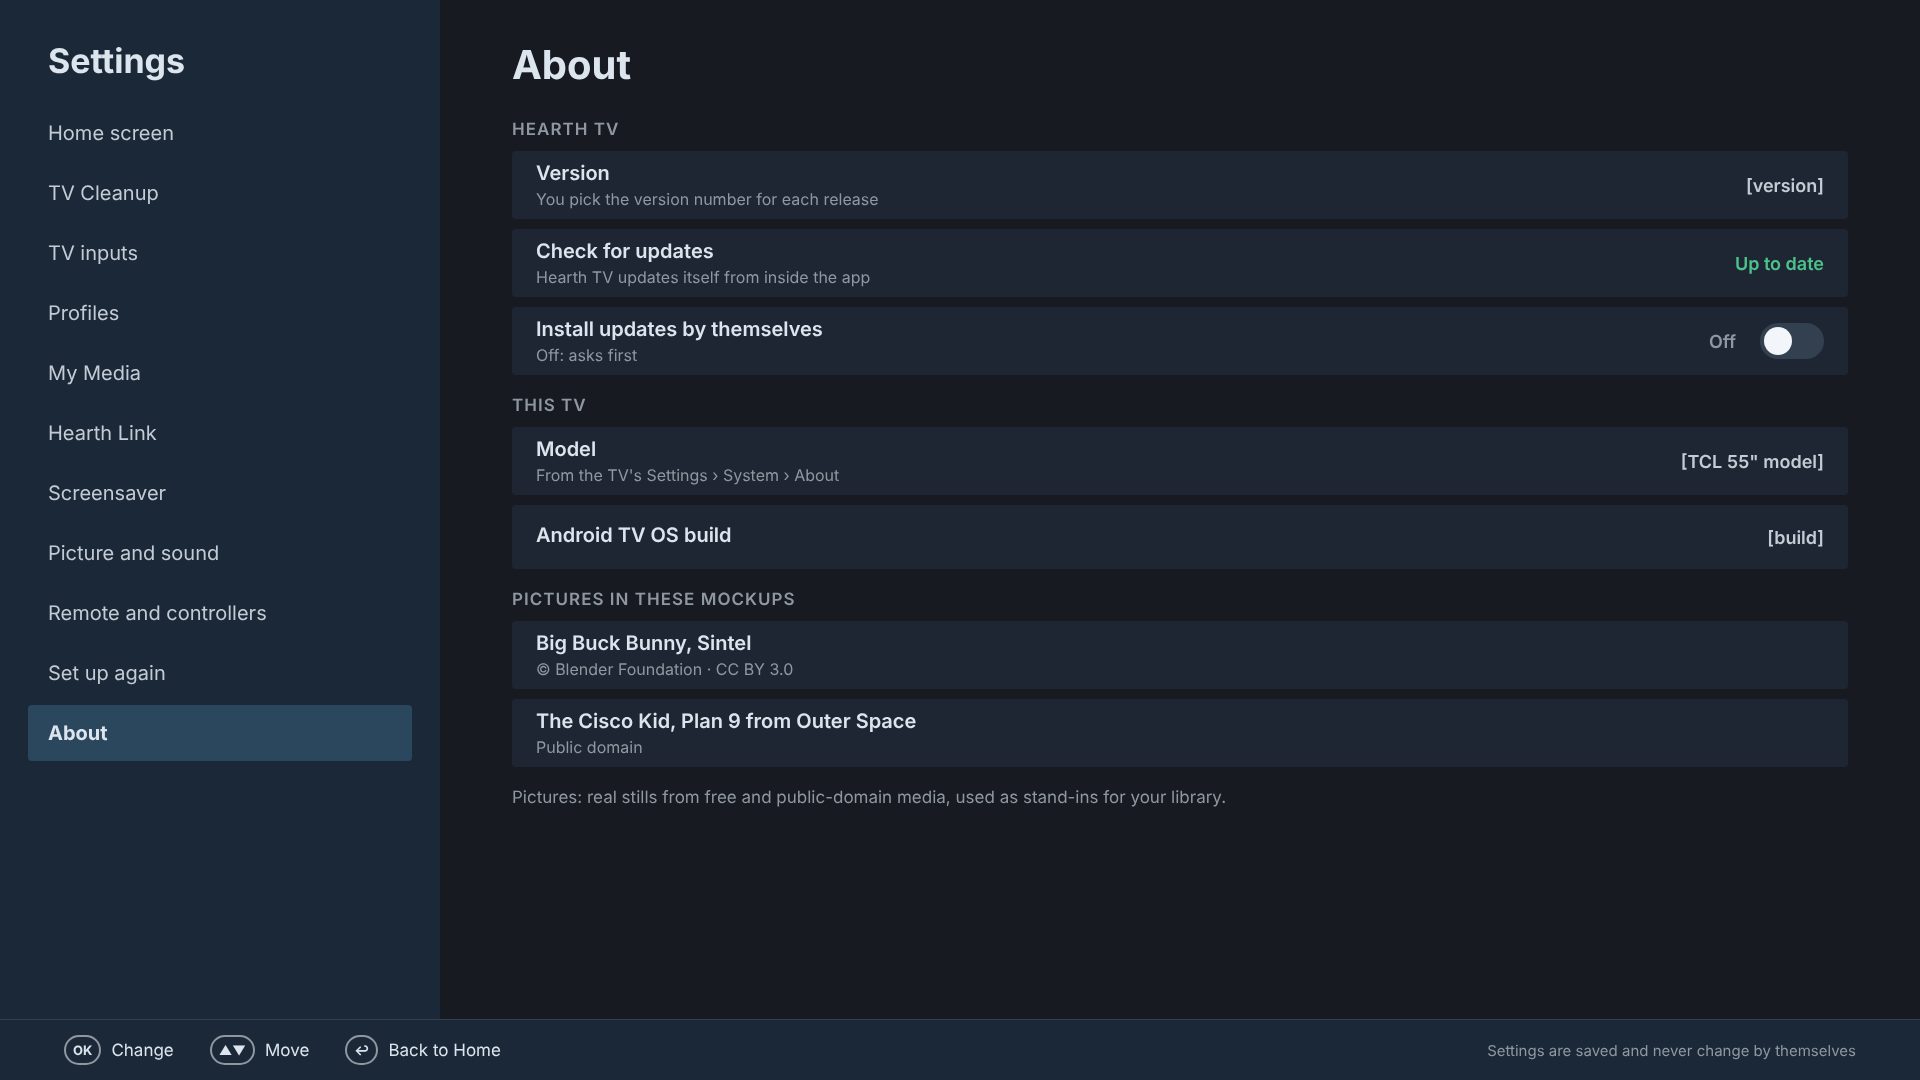 Settings
Home screen
TV Cleanup
TV inputs
Profiles
My Media
Hearth Link
Screensaver
Picture and sound
Remote and controllers
Set up again
About
About
HEARTH TV
Version
You pick the version number for each release
[version]
Check for updates
Hearth TV updates itself from inside the app
Up to date
Install updates by themselves
Off: asks first
Off
THIS TV
Model
From the TV's Settings › System › About
[TCL 55" model]
Android TV OS build
[build]
PICTURES IN THESE MOCKUPS
Big Buck Bunny, Sintel
© Blender Foundation · CC BY 3.0
The Cisco Kid, Plan 9 from Outer Space
Public domain
Pictures: real stills from free and public-domain media, used as stand-ins for your library.
OK Change ▲▼ Move ↩ Back to Home
Settings are saved and never change by themselves